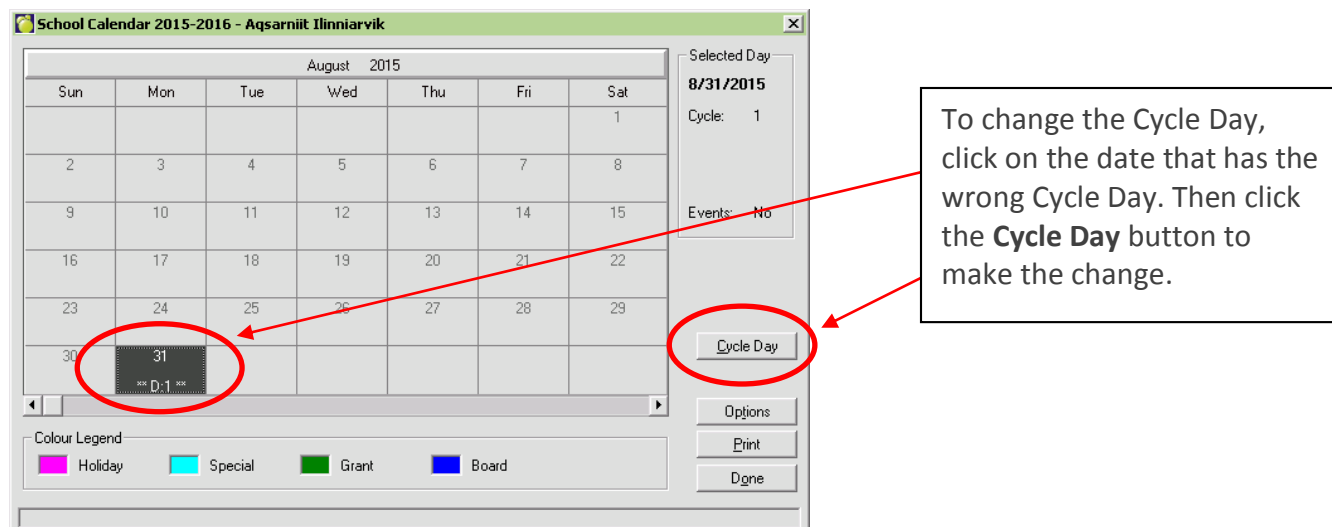 School Calendar 2015-2016 - Aqsarniit Ilinniarvik
August 2015
Sun Mon Tue Wed Thu Fri Sat
1
2 3 4 5 6 7 8
9 10 11 12 13 14 15
16 17 18 19 20 21 22
23 24 25 26 27 28 29
30 31
** D:1 **
Selected Day
8/31/2015
Cycle: 1
Events: No
Cycle Day
Options
Print
Done
Colour Legend
Holiday Special Grant Board
To change the Cycle Day,
click on the date that has the
wrong Cycle Day. Then click
the Cycle Day button to
make the change.